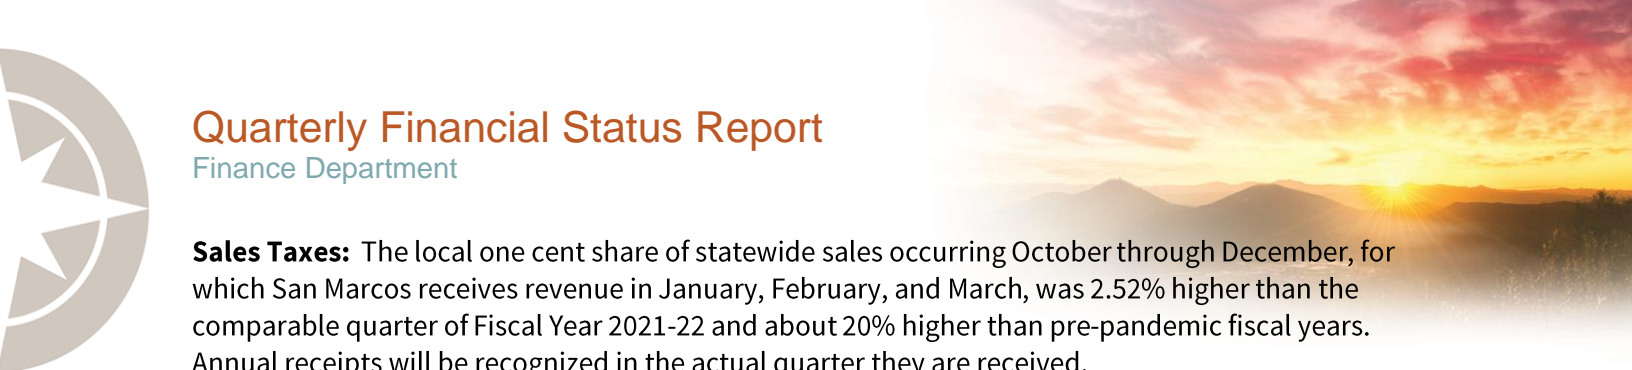 Quarterly Financial Status Report
Finance Department
Sales Taxes: The local one cent share of statewide sales occurring October through December, for
which San Marcos receives revenue in January, February, and March, was 2.52% higher than the
comparable quarter of Fiscal Year 2021-22 and about 20% higher than pre-pandemic fiscal years.
Annual receipts will be recognized in the actual quarter they are received.